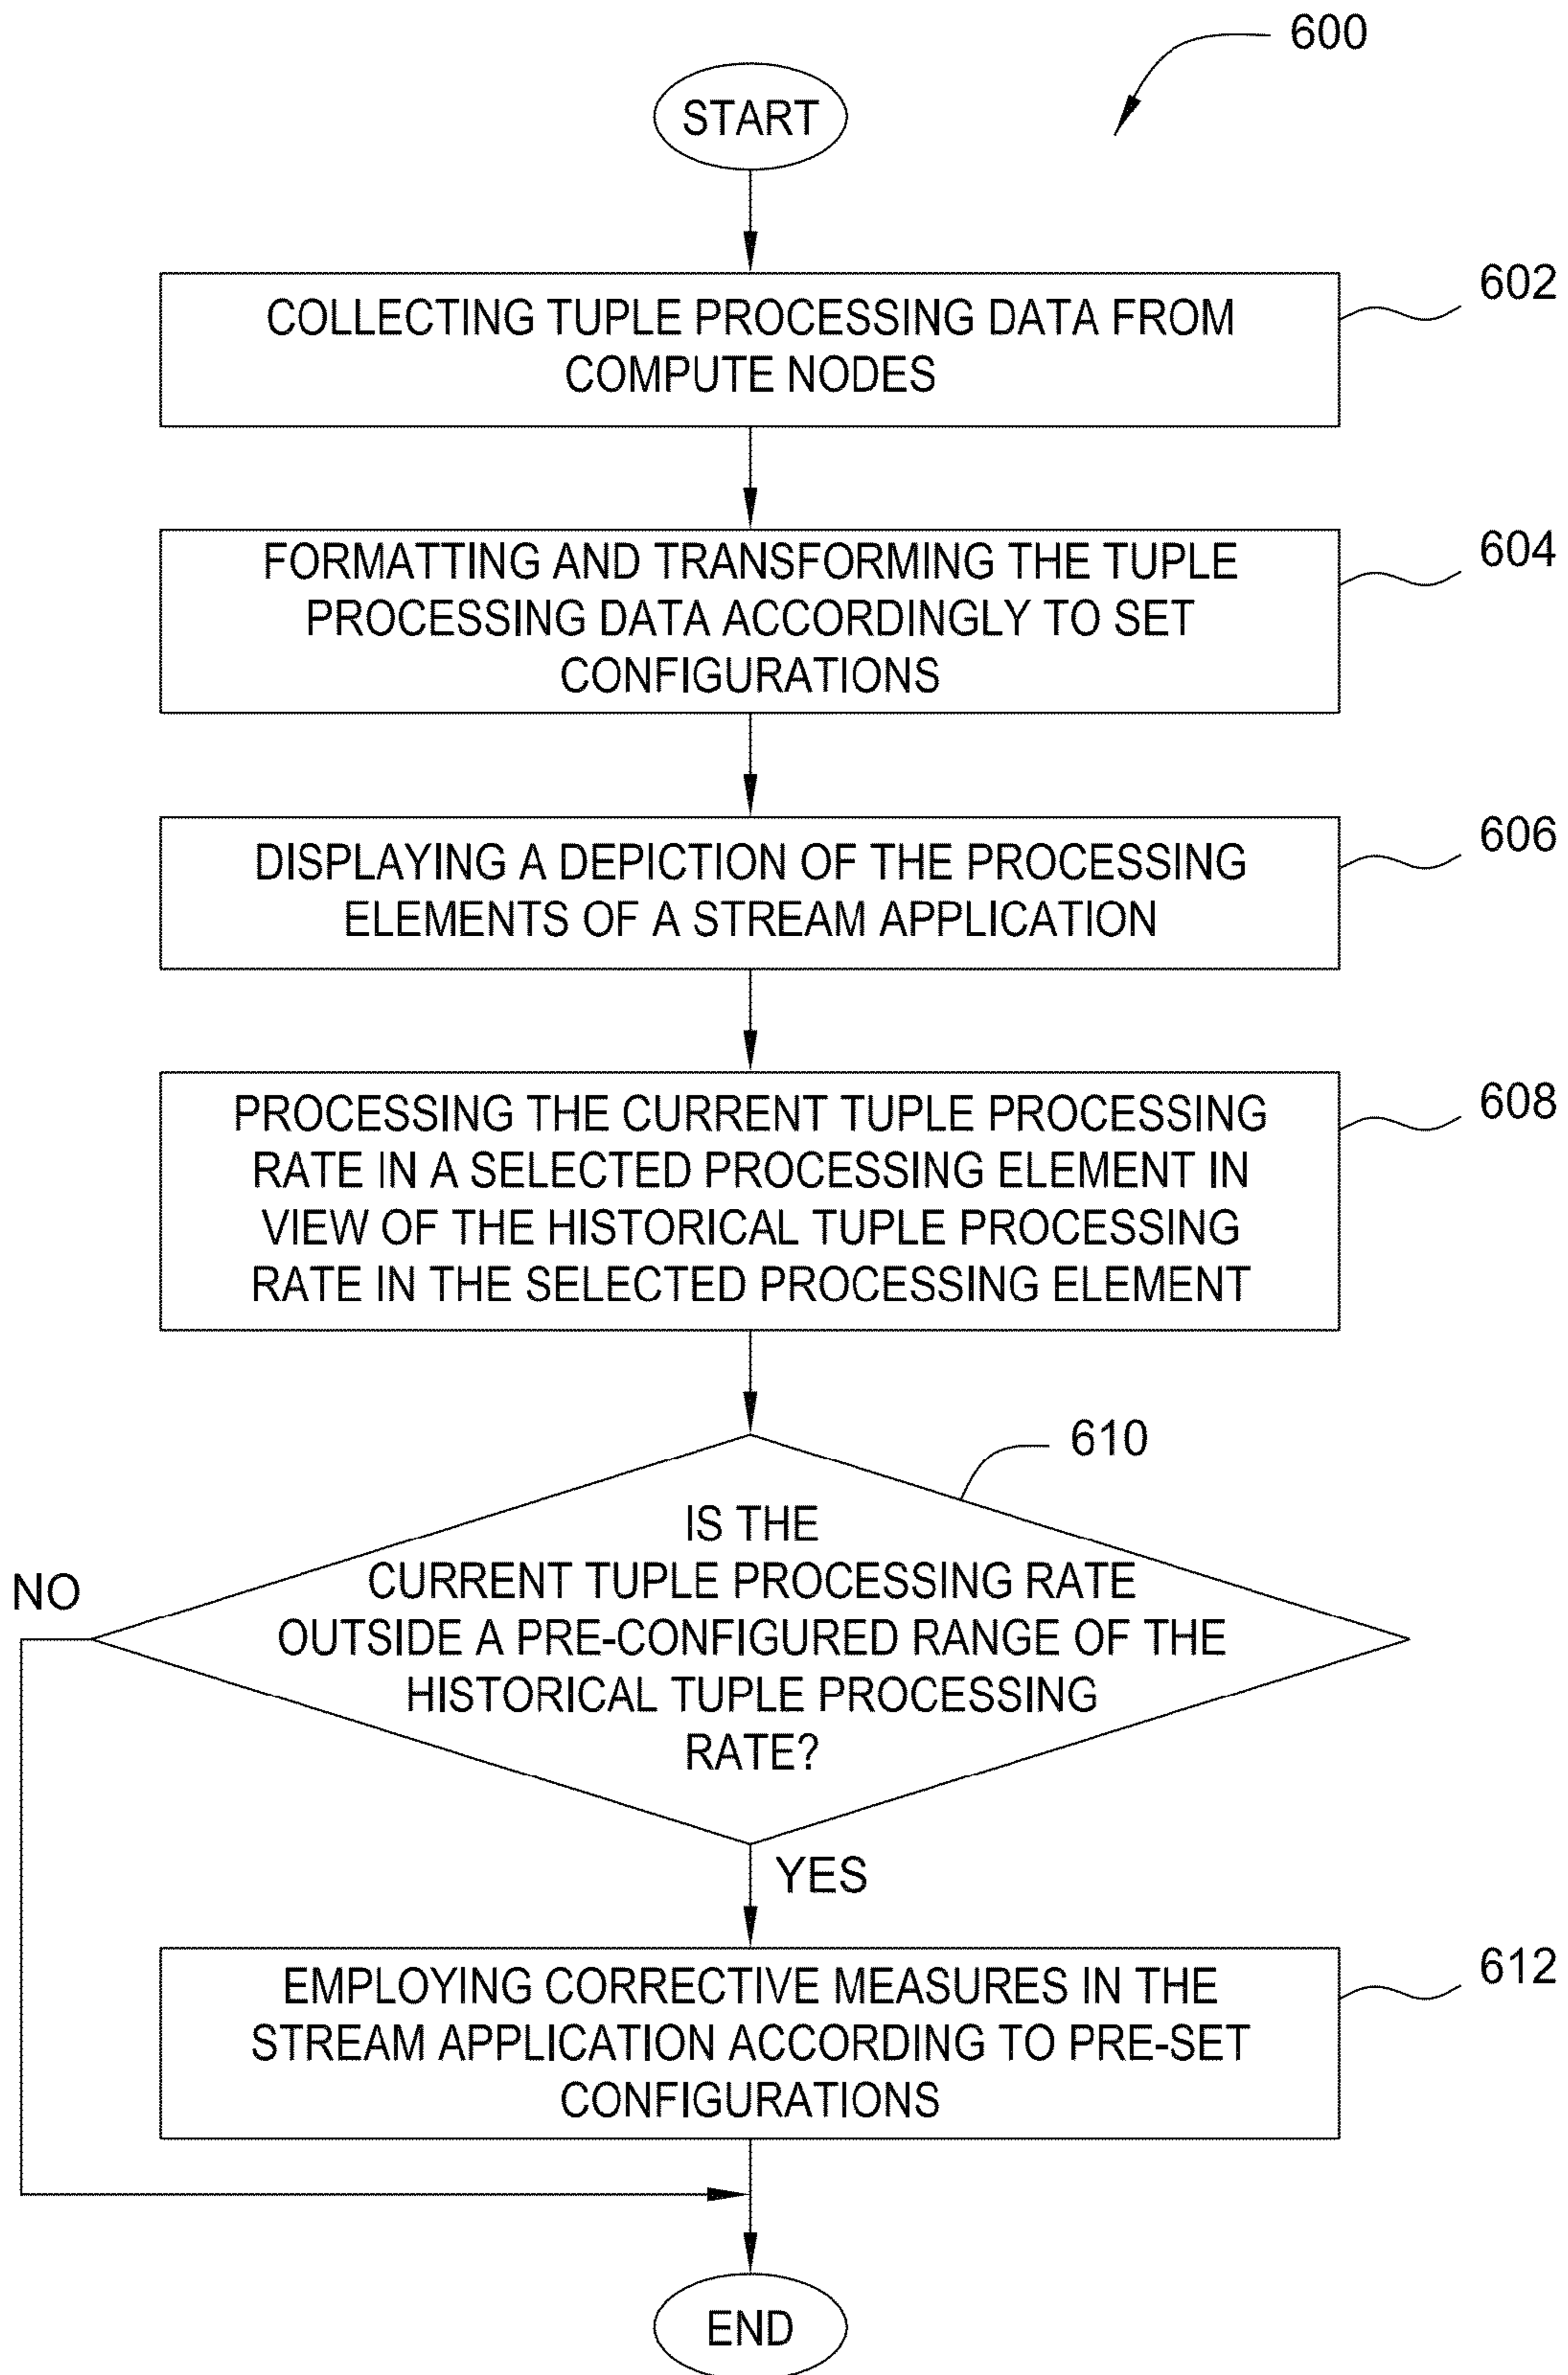 600
START
602
COLLECTING TUPLE PROCESSING DATA FROM
COMPUTE NODES
604
FORMATTING AND TRANSFORMING THE TUPLE
PROCESSING DATA ACCORDINGLY TO SET
CONFIGURATIONS
606
DISPLAYING A DEPICTION OF THE PROCESSING
ELEMENTS OF A STREAM APPLICATION
608
PROCESSING THE CURRENT TUPLE PROCESSING
RATE IN A SELECTED PROCESSING ELEMENT IN
VIEW OF THE HISTORICAL TUPLE PROCESSING
RATE IN THE SELECTED PROCESSING ELEMENT
610
IS THE
CURRENT TUPLE PROCESSING RATE
OUTSIDE A PRE-CONFIGURED RANGE OF THE
HISTORICAL TUPLE PROCESSING
RATE?
NO
YES
612
EMPLOYING CORRECTIVE MEASURES IN THE
STREAM APPLICATION ACCORDING TO PRE-SET
CONFIGURATIONS
END